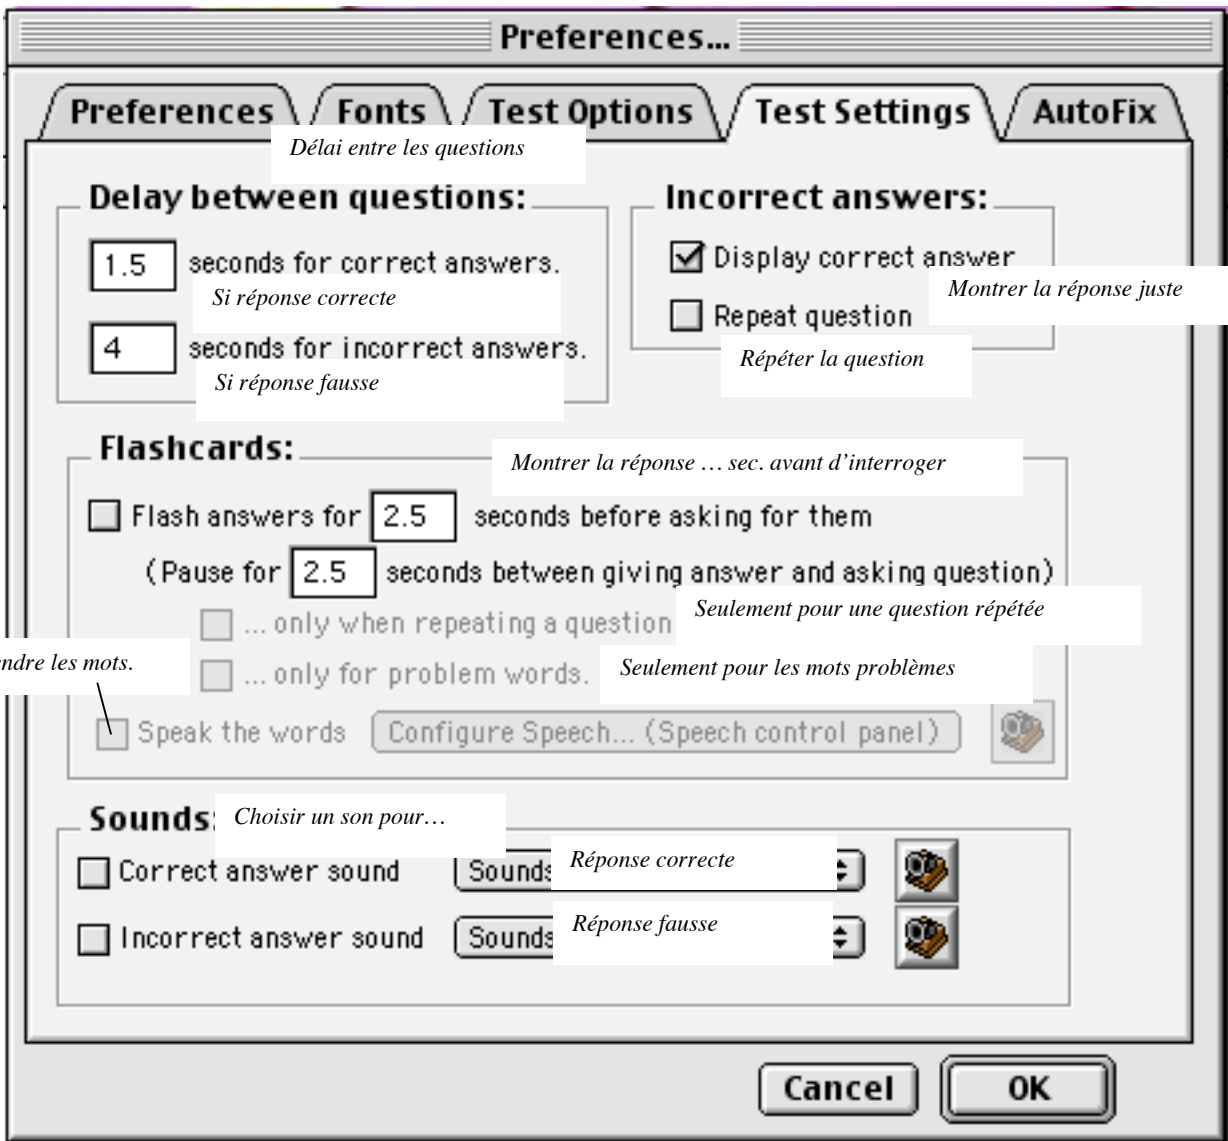 Preferences...
Preferences Fonts Test Options Test Settings AutoFix
Délai entre les questions
Delay between questions:
1.5 seconds for correct answers.
Si réponse correcte
4 seconds for incorrect answers.
Si réponse fausse
Incorrect answers:
Display correct answer
Montrer la réponse juste
Repeat question
Répéter la question
Flashcards:
Montrer la réponse … sec. avant d'interroger
Flash answers for 2.5 seconds before asking for them
(Pause for 2.5 seconds between giving answer and asking question)
... only when repeating a question
Seulement pour une question répétée
ndre les mots.
... only for problem words.
Seulement pour les mots problèmes
Speak the words Configure Speech... (Speech control panel)
Sounds:
Choisir un son pour…
Correct answer sound Sounds
Réponse correcte
Incorrect answer sound Sounds
Réponse fausse
Cancel OK